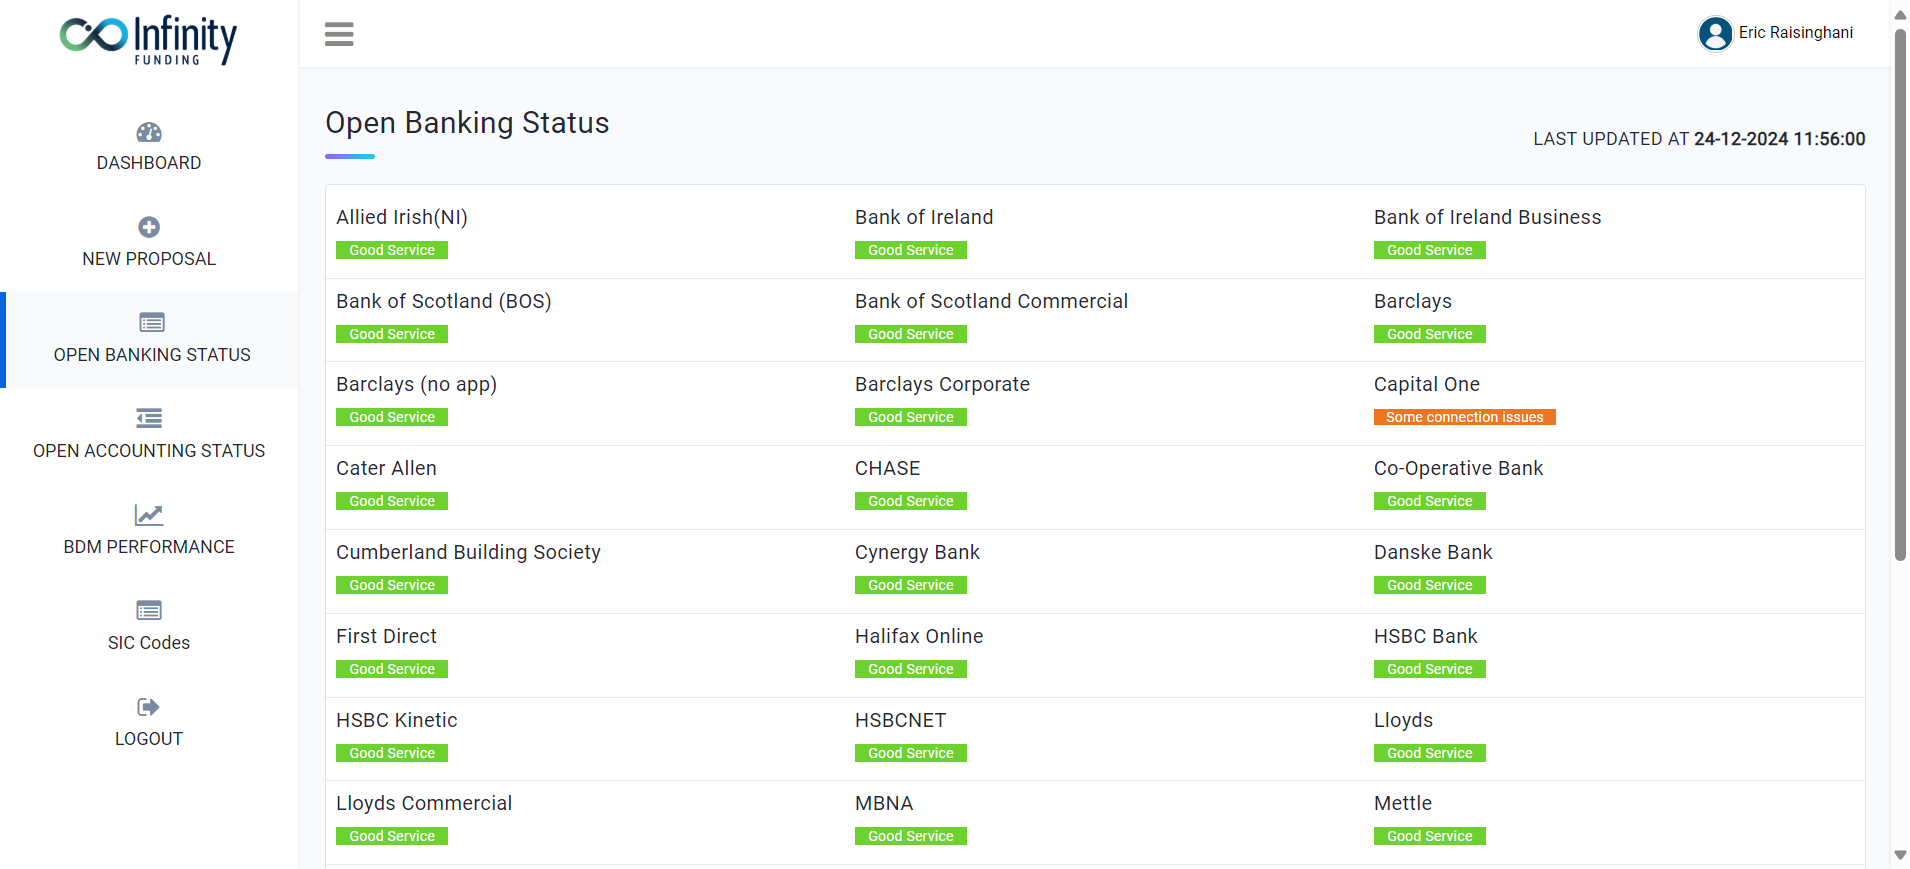 Infinity
FUNDING
Eric Raisinghani
DASHBOARD
NEW PROPOSAL
OPEN BANKING STATUS
OPEN ACCOUNTING STATUS
BDM PERFORMANCE
SIC Codes
LOGOUT
Open Banking Status
LAST UPDATED AT 24-12-2024 11:56:00
Allied Irish(NI)
Good Service
Bank of Ireland
Good Service
Bank of Ireland Business
Good Service
Bank of Scotland (BOS)
Good Service
Bank of Scotland Commercial
Good Service
Barclays
Good Service
Barclays (no app)
Good Service
Barclays Corporate
Good Service
Capital One
Some connection issues
Cater Allen
Good Service
CHASE
Good Service
Co-Operative Bank
Good Service
Cumberland Building Society
Good Service
Cynergy Bank
Good Service
Danske Bank
Good Service
First Direct
Good Service
Halifax Online
Good Service
HSBC Bank
Good Service
HSBC Kinetic
Good Service
HSBCNET
Good Service
Lloyds
Good Service
Lloyds Commercial
Good Service
MBNA
Good Service
Mettle
Good Service